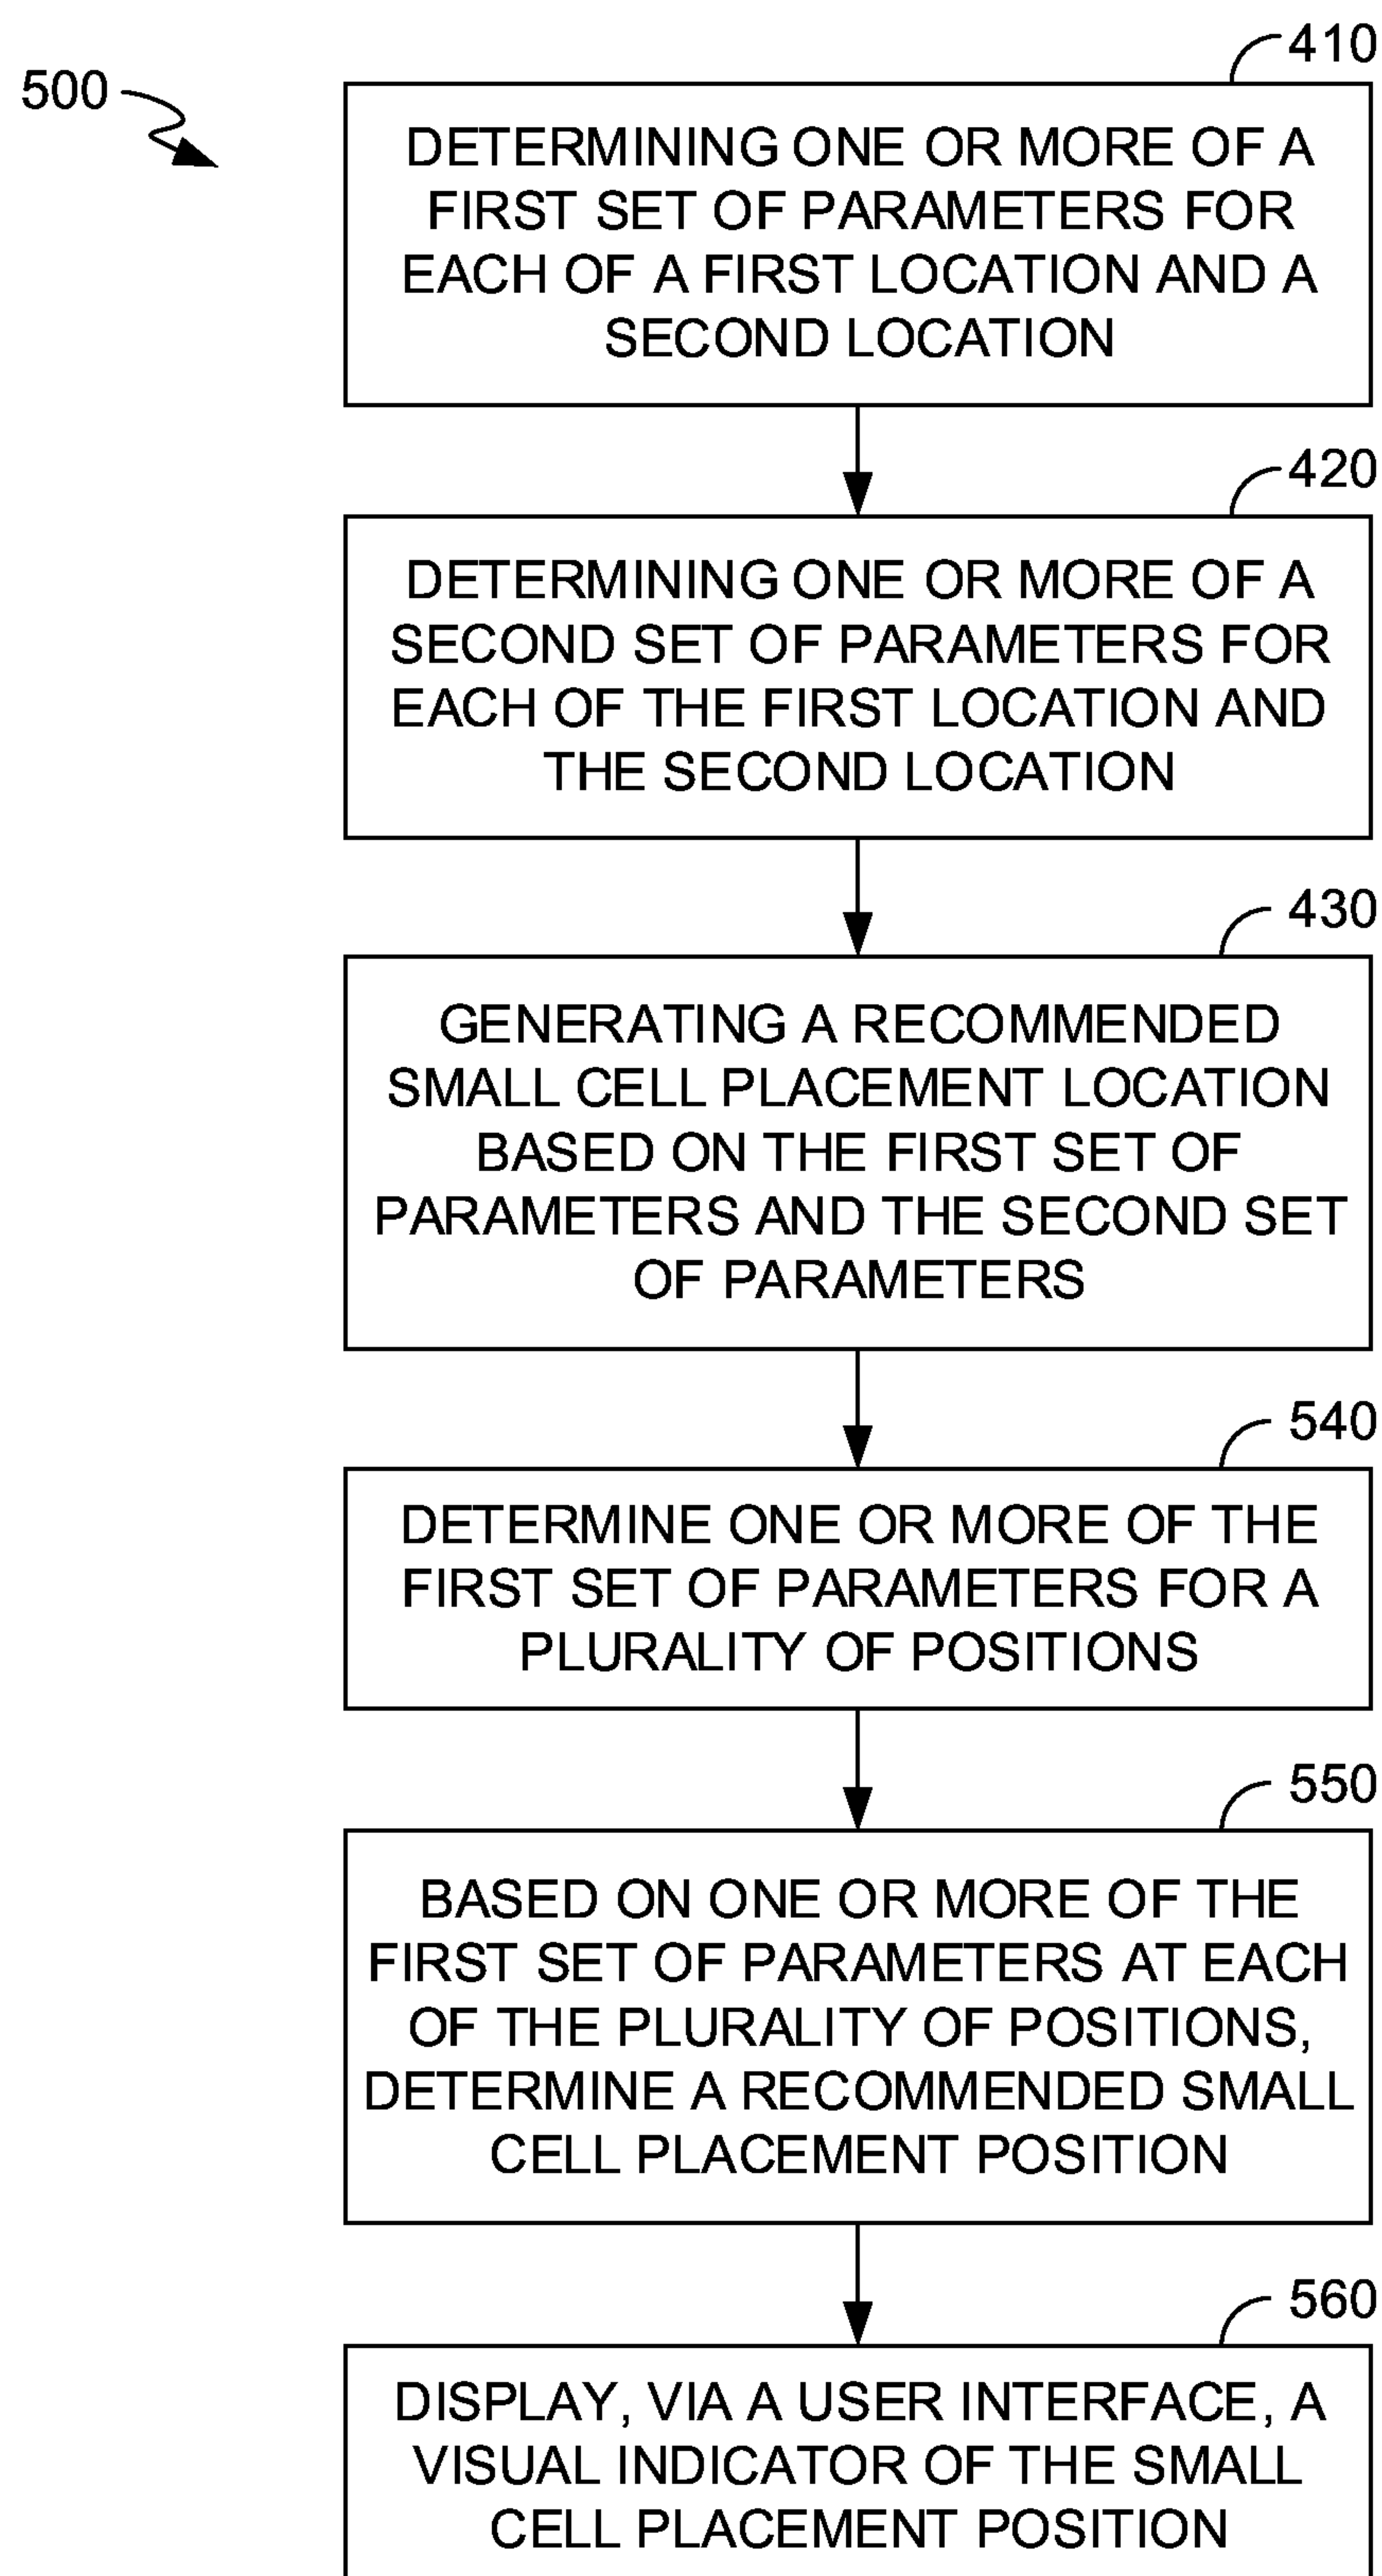 500
410
DETERMINING ONE OR MORE OF A
FIRST SET OF PARAMETERS FOR
EACH OF A FIRST LOCATION AND A
SECOND LOCATION
420
DETERMINING ONE OR MORE OF A
SECOND SET OF PARAMETERS FOR
EACH OF THE FIRST LOCATION AND
THE SECOND LOCATION
430
GENERATING A RECOMMENDED
SMALL CELL PLACEMENT LOCATION
BASED ON THE FIRST SET OF
PARAMETERS AND THE SECOND SET
OF PARAMETERS
540
DETERMINE ONE OR MORE OF THE
FIRST SET OF PARAMETERS FOR A
PLURALITY OF POSITIONS
550
BASED ON ONE OR MORE OF THE
FIRST SET OF PARAMETERS AT EACH
OF THE PLURALITY OF POSITIONS,
DETERMINE A RECOMMENDED SMALL
CELL PLACEMENT POSITION
560
DISPLAY, VIA A USER INTERFACE, A
VISUAL INDICATOR OF THE SMALL
CELL PLACEMENT POSITION